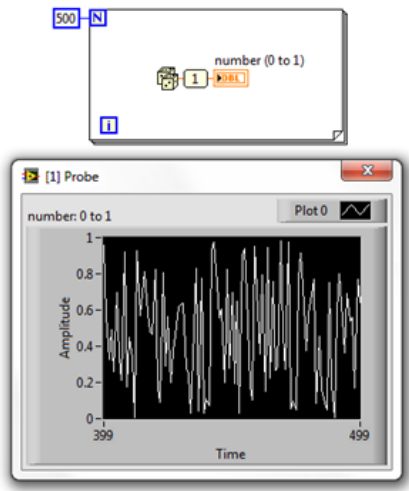 500 N
number (0 to 1)
1 DBL
i
[1] Probe
number: 0 to 1
Plot 0
1
0.8
0.6
0.4
0.2
0
Amplitude
399 499
Time